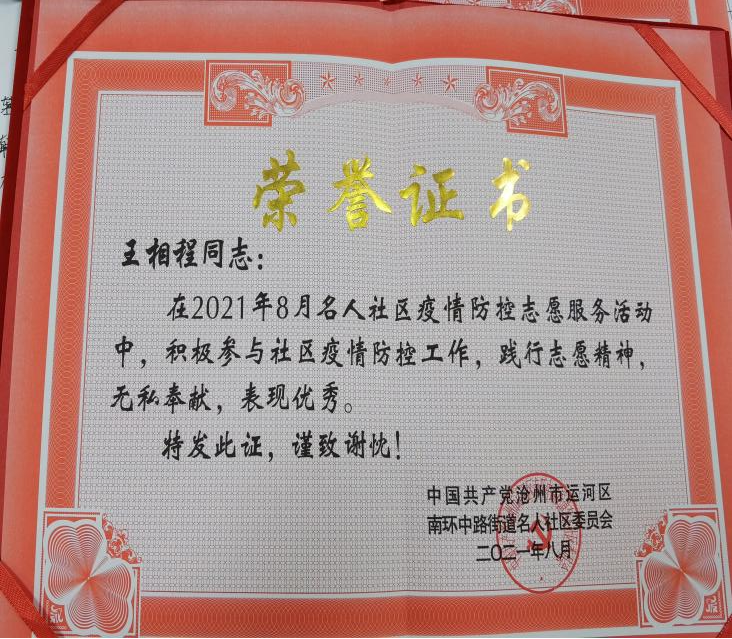 荣誉证书
王相程同志：
在2021年8月名人社区疫情防控志愿服务活动
中，积极参与社区疫情防控工作，践行志愿精神，
无私奉献，表现优秀。
特发此证，谨致谢忱！
中国共产党沧州市运河区
南环中路街道名人社区委员会
二〇二一年八月